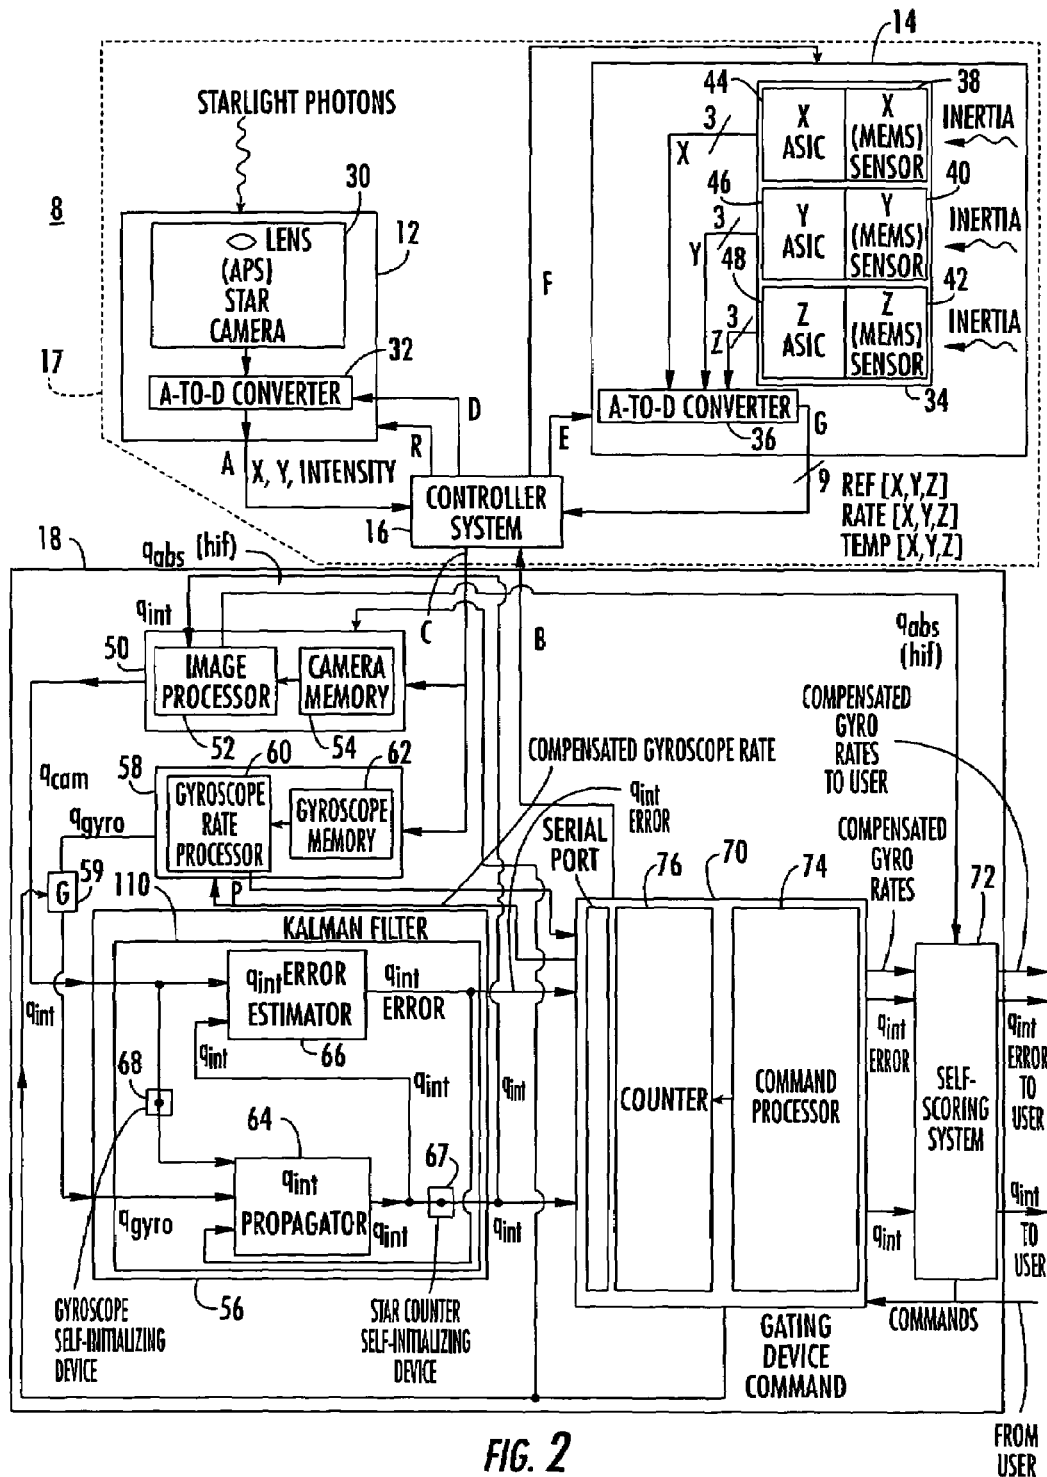 14
STARLIGHT PHOTONS
8
30
LENS
(APS)
STAR
CAMERA
12
32
A-TO-D CONVERTER
17
D
R
A
X, Y, INTENSITY
F
E
44
38
X
ASIC
X
(MEMS)
SENSOR
INERTIA
3
X
46
40
Y
ASIC
Y
(MEMS)
SENSOR
INERTIA
3
Y
48
42
Z
ASIC
Z
(MEMS)
SENSOR
INERTIA
3
Z
34
A-TO-D CONVERTER
36
G
9
REF [X,Y,Z]
RATE [X,Y,Z]
TEMP [X,Y,Z]
CONTROLLER
SYSTEM
16
18
qabs (hif)
qint
C
B
50
IMAGE
PROCESSOR
CAMERA
MEMORY
52
54
qabs
(hif)
COMPENSATED
GYRO
RATES
TO USER
COMPENSATED GYROSCOPE RATE
qcam
58
60
62
GYROSCOPE
RATE
PROCESSOR
GYROSCOPE
MEMORY
qgyro
qint
ERROR
SERIAL
PORT
COMPENSATED
GYRO
RATES
G
59
P
110
76
70
74
72
KALMAN FILTER
qint ERROR
ESTIMATOR
66
qint
ERROR
qint
qint
68
qint
qint
64
qint
PROPAGATOR
67
qint
qint
qgyro
COUNTER
COMMAND
PROCESSOR
SELF-
SCORING
SYSTEM
qint
ERROR
qint
ERROR
TO
USER
qint
qint
TO
USER
56
GYROSCOPE
SELF-INITIALIZING
DEVICE
STAR COUNTER
SELF-INITIALIZING
DEVICE
GATING
DEVICE
COMMAND
COMMANDS
FROM
USER
FIG. 2